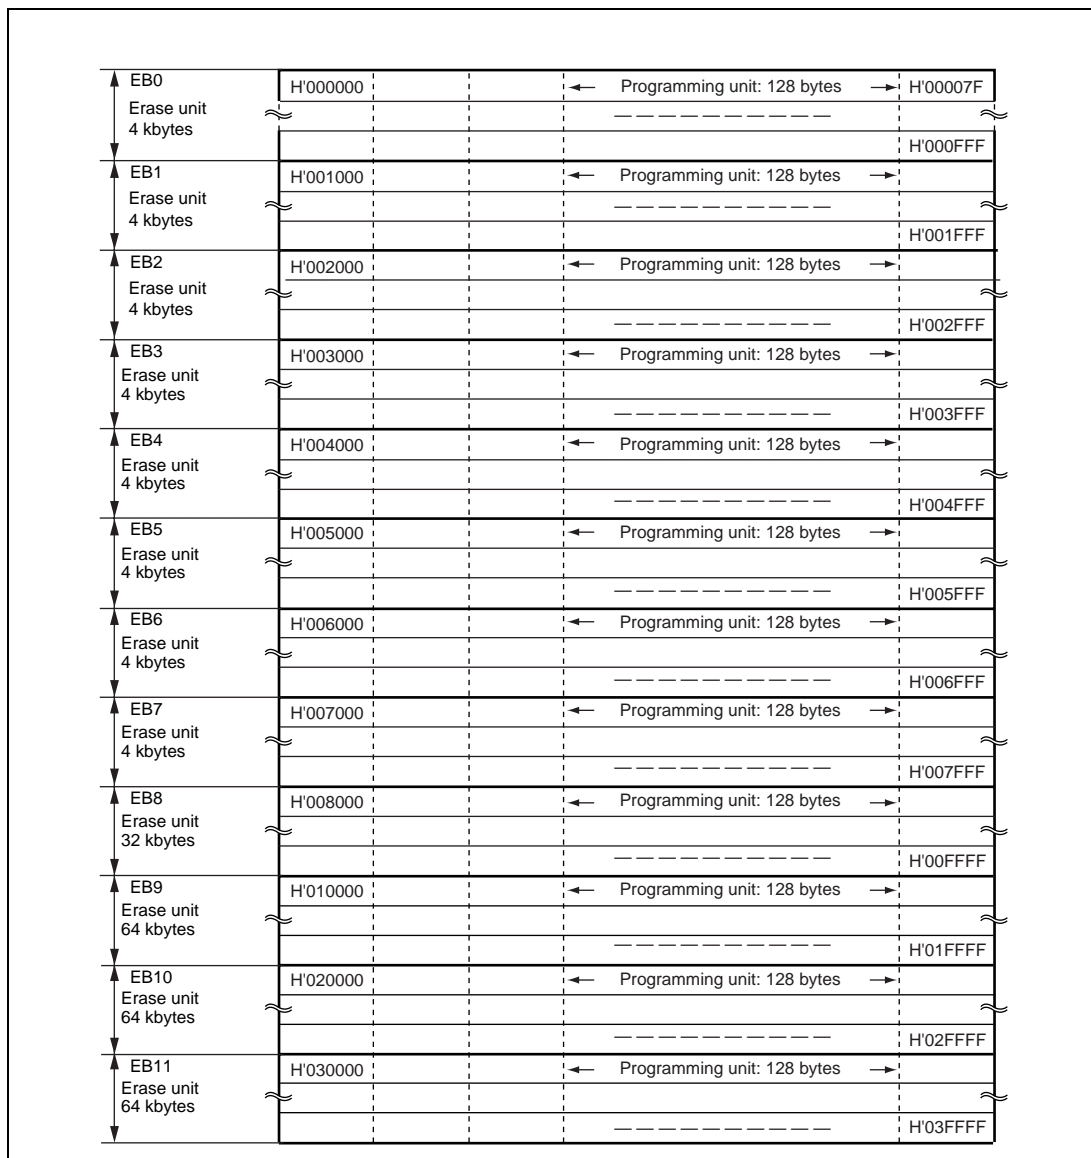 EB0
Erase unit
4 kbytes
H'000000 ← Programming unit: 128 bytes → H'00007F
H'000FFF
EB1
Erase unit
4 kbytes
H'001000 ← Programming unit: 128 bytes →
H'001FFF
EB2
Erase unit
4 kbytes
H'002000 ← Programming unit: 128 bytes →
H'002FFF
EB3
Erase unit
4 kbytes
H'003000 ← Programming unit: 128 bytes →
H'003FFF
EB4
Erase unit
4 kbytes
H'004000 ← Programming unit: 128 bytes →
H'004FFF
EB5
Erase unit
4 kbytes
H'005000 ← Programming unit: 128 bytes →
H'005FFF
EB6
Erase unit
4 kbytes
H'006000 ← Programming unit: 128 bytes →
H'006FFF
EB7
Erase unit
4 kbytes
H'007000 ← Programming unit: 128 bytes →
H'007FFF
EB8
Erase unit
32 kbytes
H'008000 ← Programming unit: 128 bytes →
H'00FFFF
EB9
Erase unit
64 kbytes
H'010000 ← Programming unit: 128 bytes →
H'01FFFF
EB10
Erase unit
64 kbytes
H'020000 ← Programming unit: 128 bytes →
H'02FFFF
EB11
Erase unit
64 kbytes
H'030000 ← Programming unit: 128 bytes →
H'03FFFF